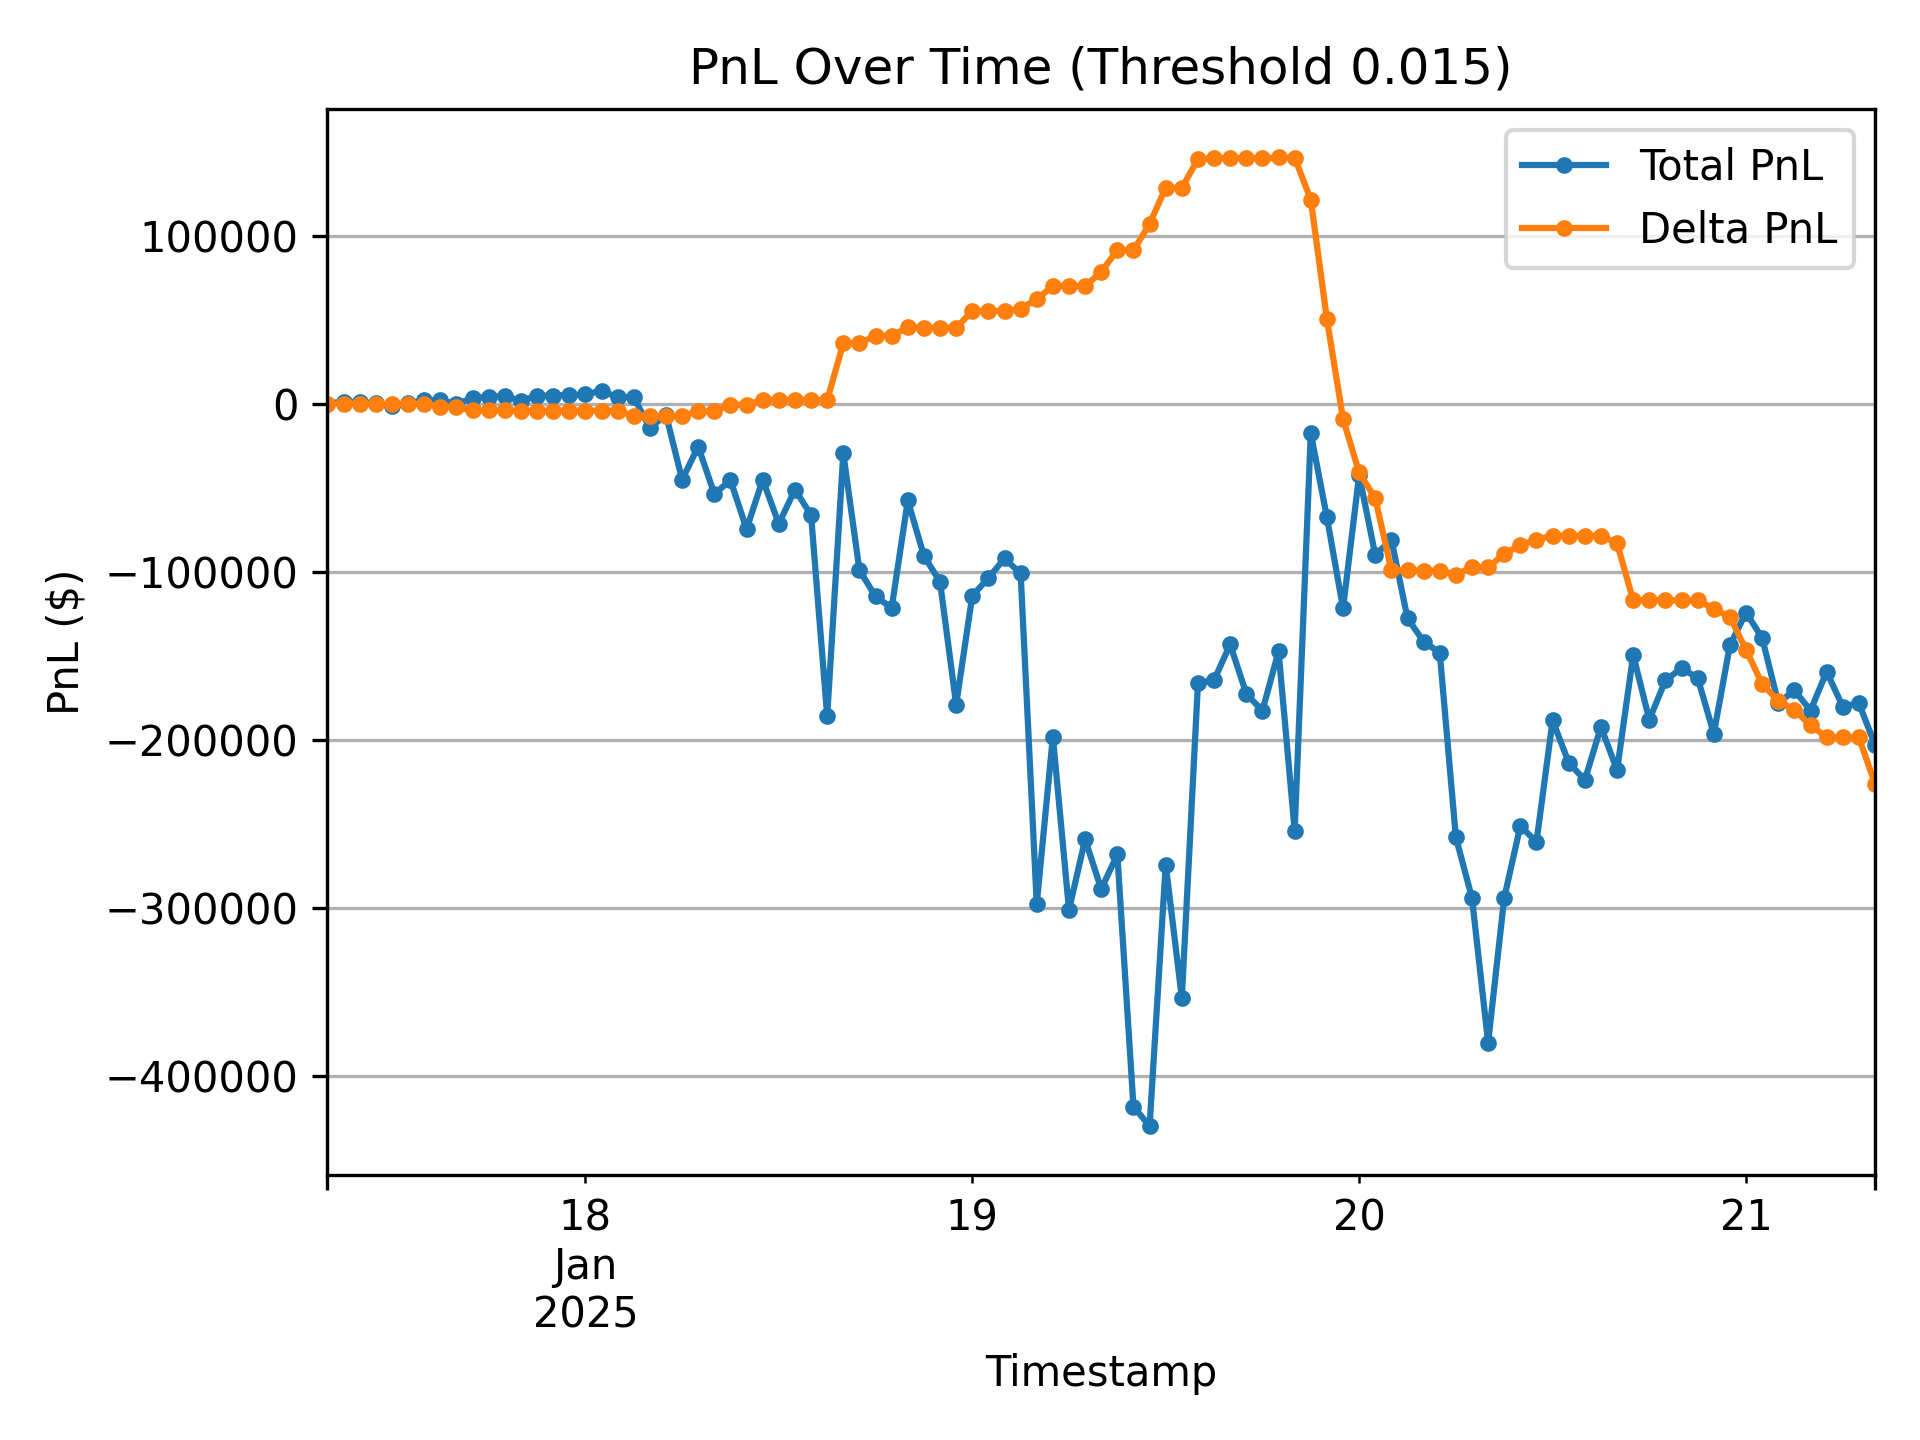 PnL Over Time (Threshold 0.015)
Total PnL
Delta PnL
100000
0
−100000
−200000
−300000
−400000
PnL ($)
18
19
20
21
Jan
2025
Timestamp